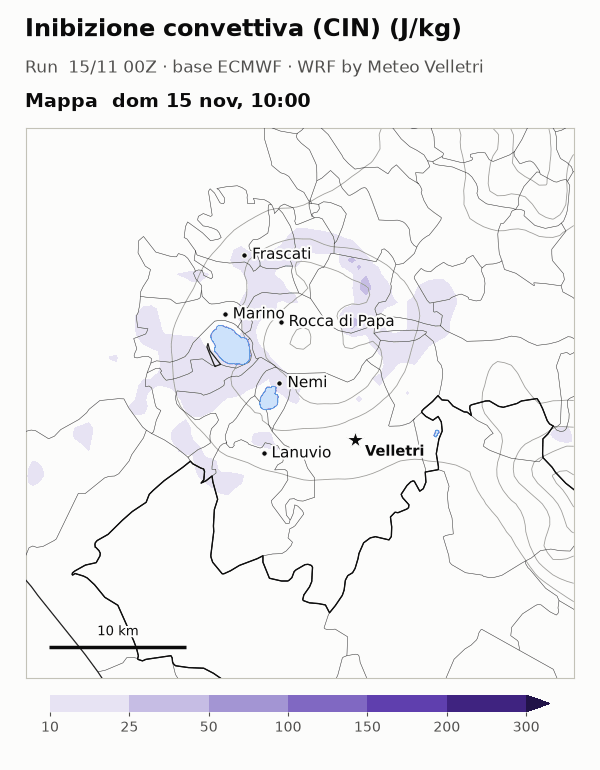 Inibizione convettiva (CIN) (J/kg)
Run  15/11 00Z · base ECMWF · WRF by Meteo Velletri
Mappa  dom 15 nov, 10:00
Frascati
Marino
Rocca di Papa
Nemi
Velletri
Lanuvio
10 km
10 25 50 100 150 200 300